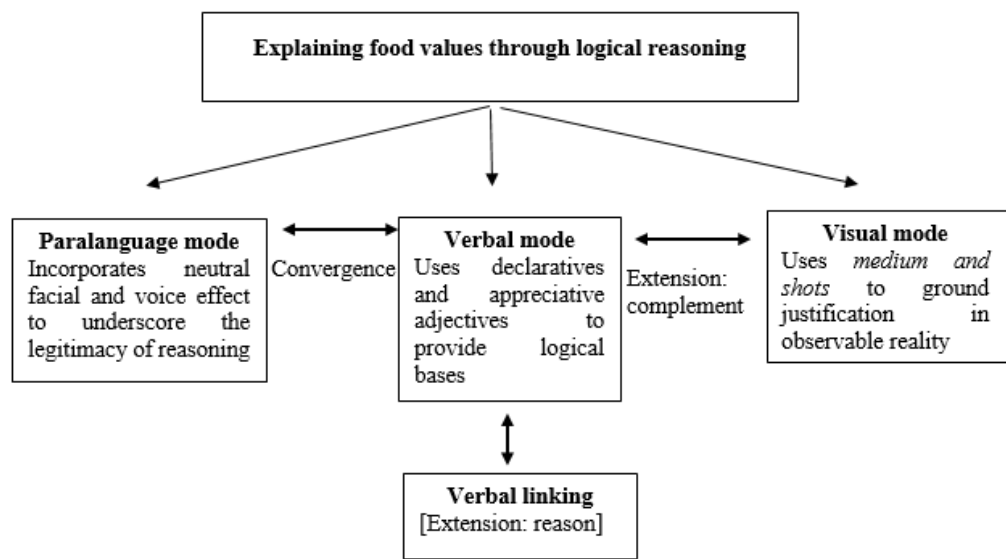 Explaining food values through logical reasoning
Paralanguage mode
Incorporates neutral
facial and voice effect
to underscore the
legitimacy of reasoning
Convergence
Verbal mode
Uses declaratives
and appreciative
adjectives to
provide logical
bases
Extension:
complement
Visual mode
Uses medium and
shots to ground
justification in
observable reality
Verbal linking
[Extension: reason]